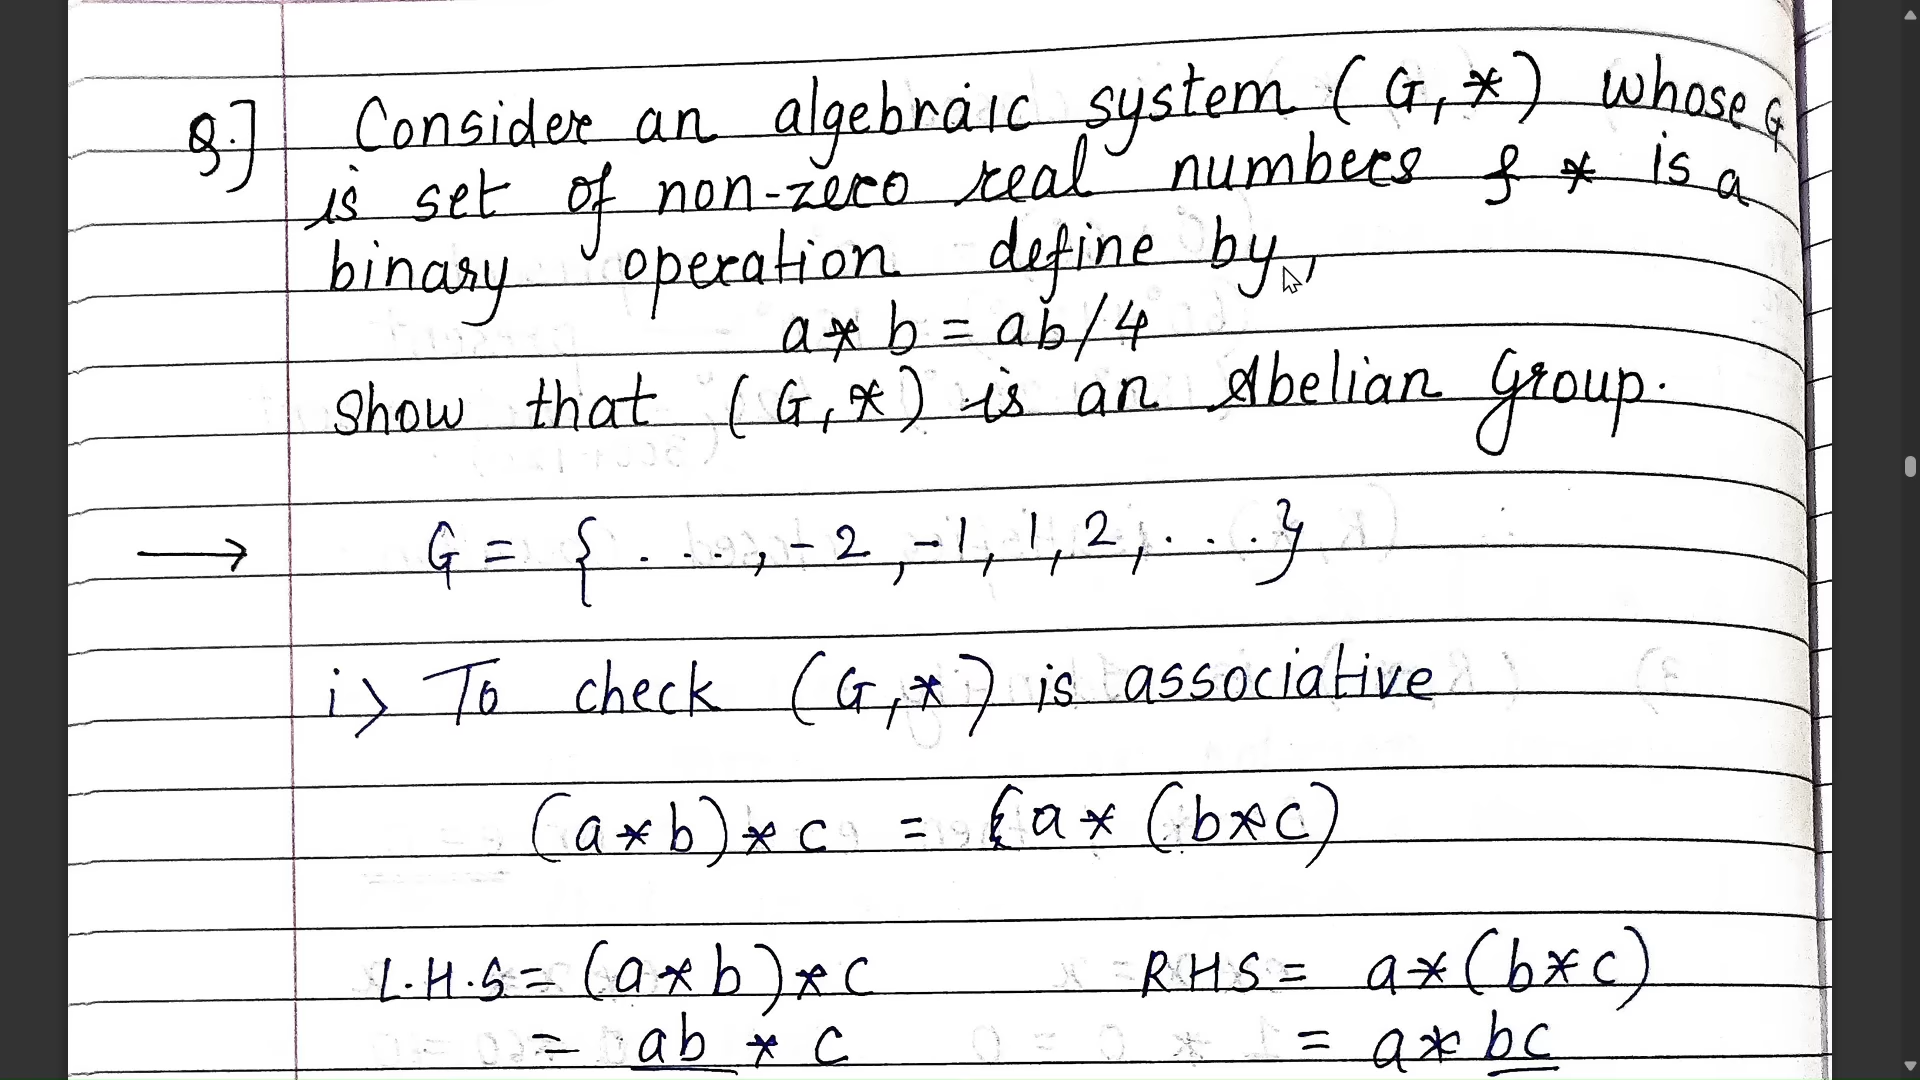 Q.] Consider an algebraic system (G, *) whose G
is set of non-zero real numbers & * is a
binary operation define by,
a * b = ab/4
show that (G, *) is an Abelian Group.
→ G = { . . . , -2, -1, 1, 2, . . . }
i> To check (G, *) is associative
(a * b) * c = a * (b * c)
L.H.S = (a * b) * c RHS = a * (b * c)
= ab * c = a * bc